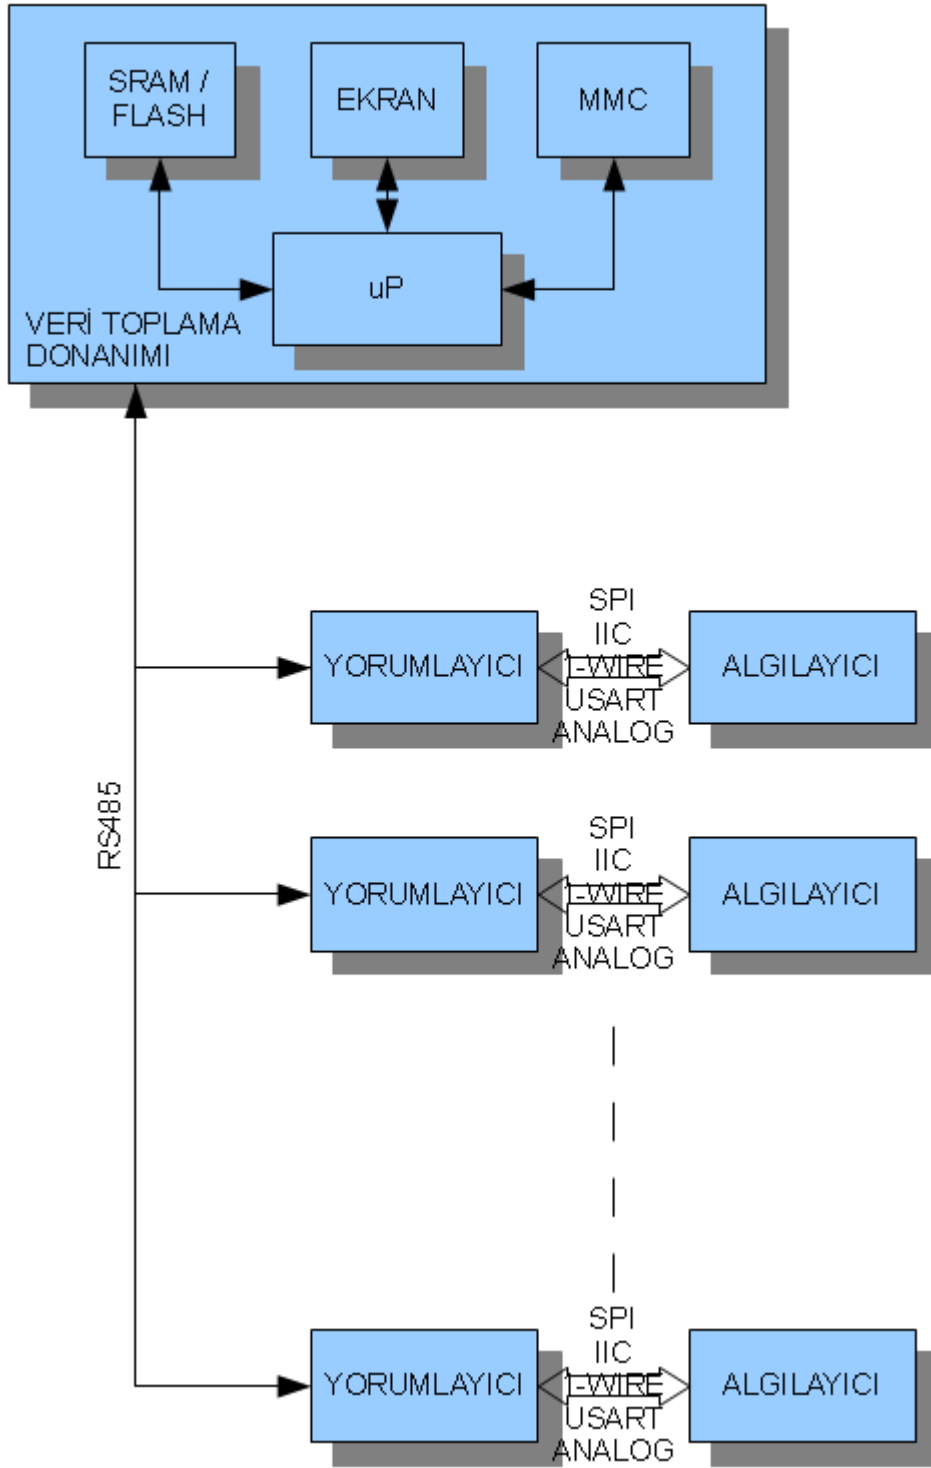 SRAM /
FLASH
EKRAN
MMC
uP
VERİ TOPLAMA
DONANIMI
RS485
YORUMLAYICI
SPI
IIC
1-WIRE
USART
ANALOG
ALGILAYICI
YORUMLAYICI
SPI
IIC
1-WIRE
USART
ANALOG
ALGILAYICI
YORUMLAYICI
SPI
IIC
1-WIRE
USART
ANALOG
ALGILAYICI